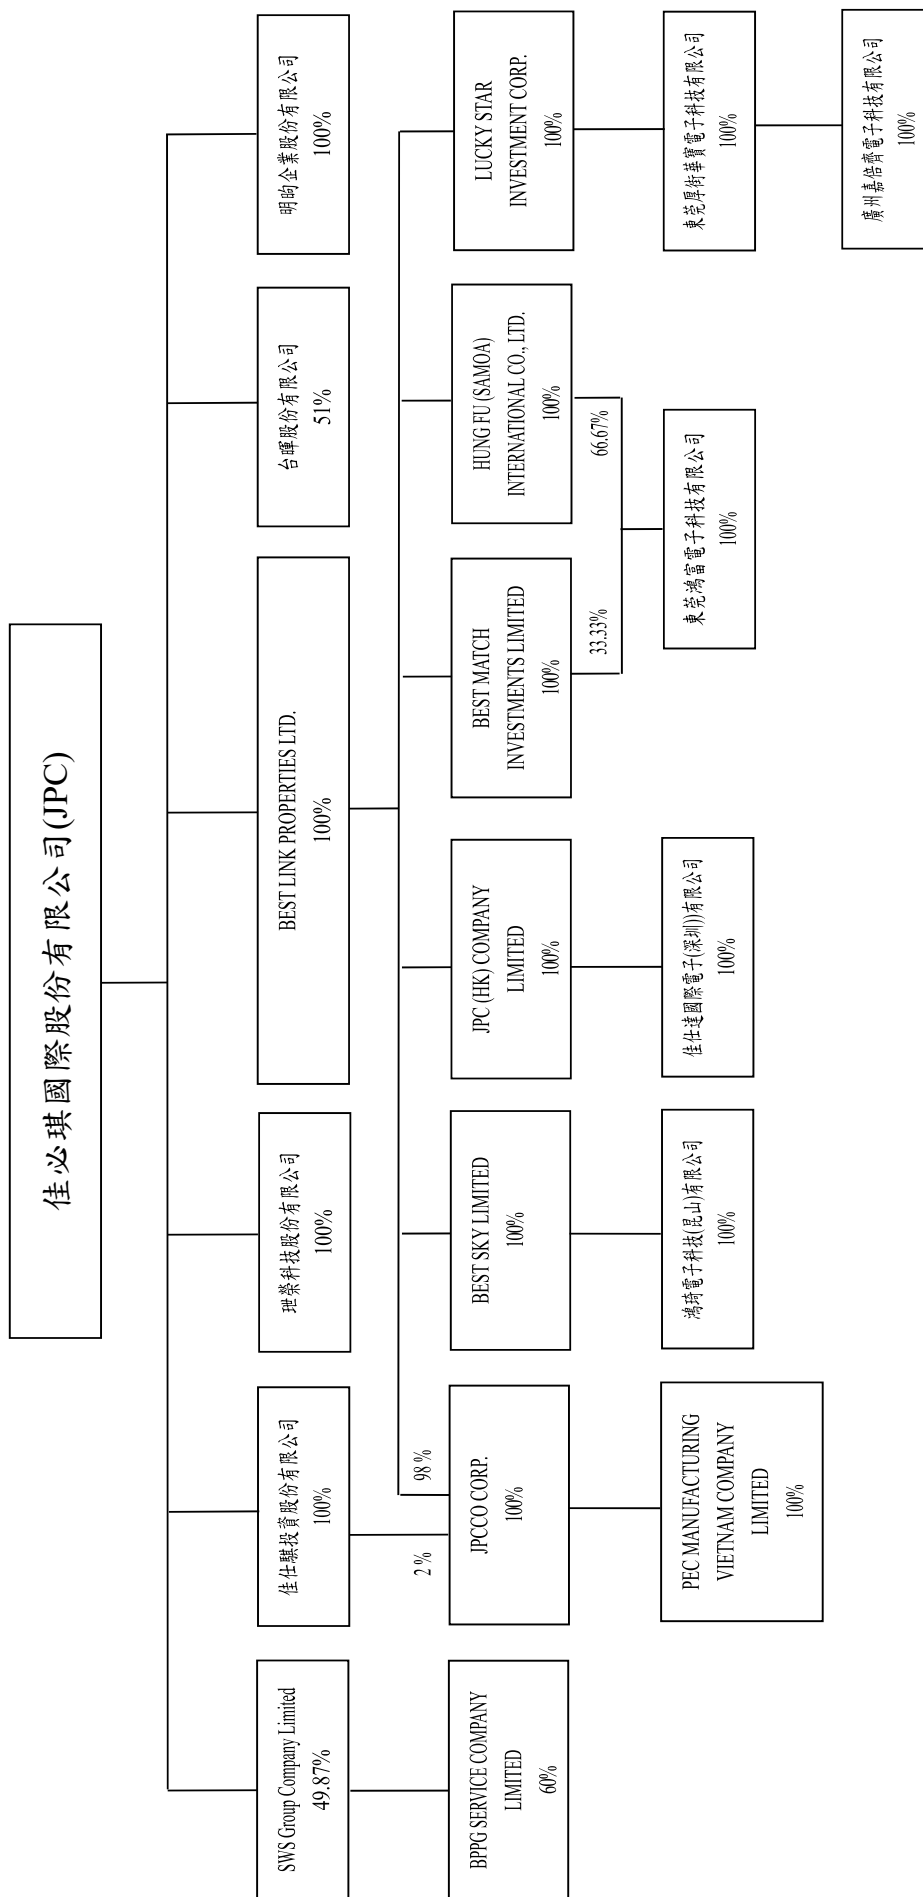 佳必琪國際股份有限公司(JPC)
SWS Group Company Limited
49.87%
佳仕騏投資股份有限公司
100%
玭榮科技股份有限公司
100%
BEST LINK PROPERTIES LTD.
100%
台暉股份有限公司
51%
明昫企業股份有限公司
100%
2 %
98 %
BPPG SERVICE COMPANY
LIMITED
60%
JPCCO CORP.
100%
BEST SKY LIMITED
100%
JPC (HK) COMPANY
LIMITED
100%
BEST MATCH
INVESTMENTS LIMITED
100%
HUNG FU (SAMOA)
INTERNATIONAL CO., LTD.
100%
LUCKY STAR
INVESTMENT CORP.
100%
33.33%
66.67%
PEC MANUFACTURING
VIETNAM COMPANY
LIMITED
100%
鴻琦電子科技(昆山)有限公司
100%
佳仕達國際電子(深圳))有限公司
100%
東莞鴻富電子科技有限公司
100%
東莞厚街華寶電子科技有限公司
100%
廣州嘉倍齊電子科技有限公司
100%